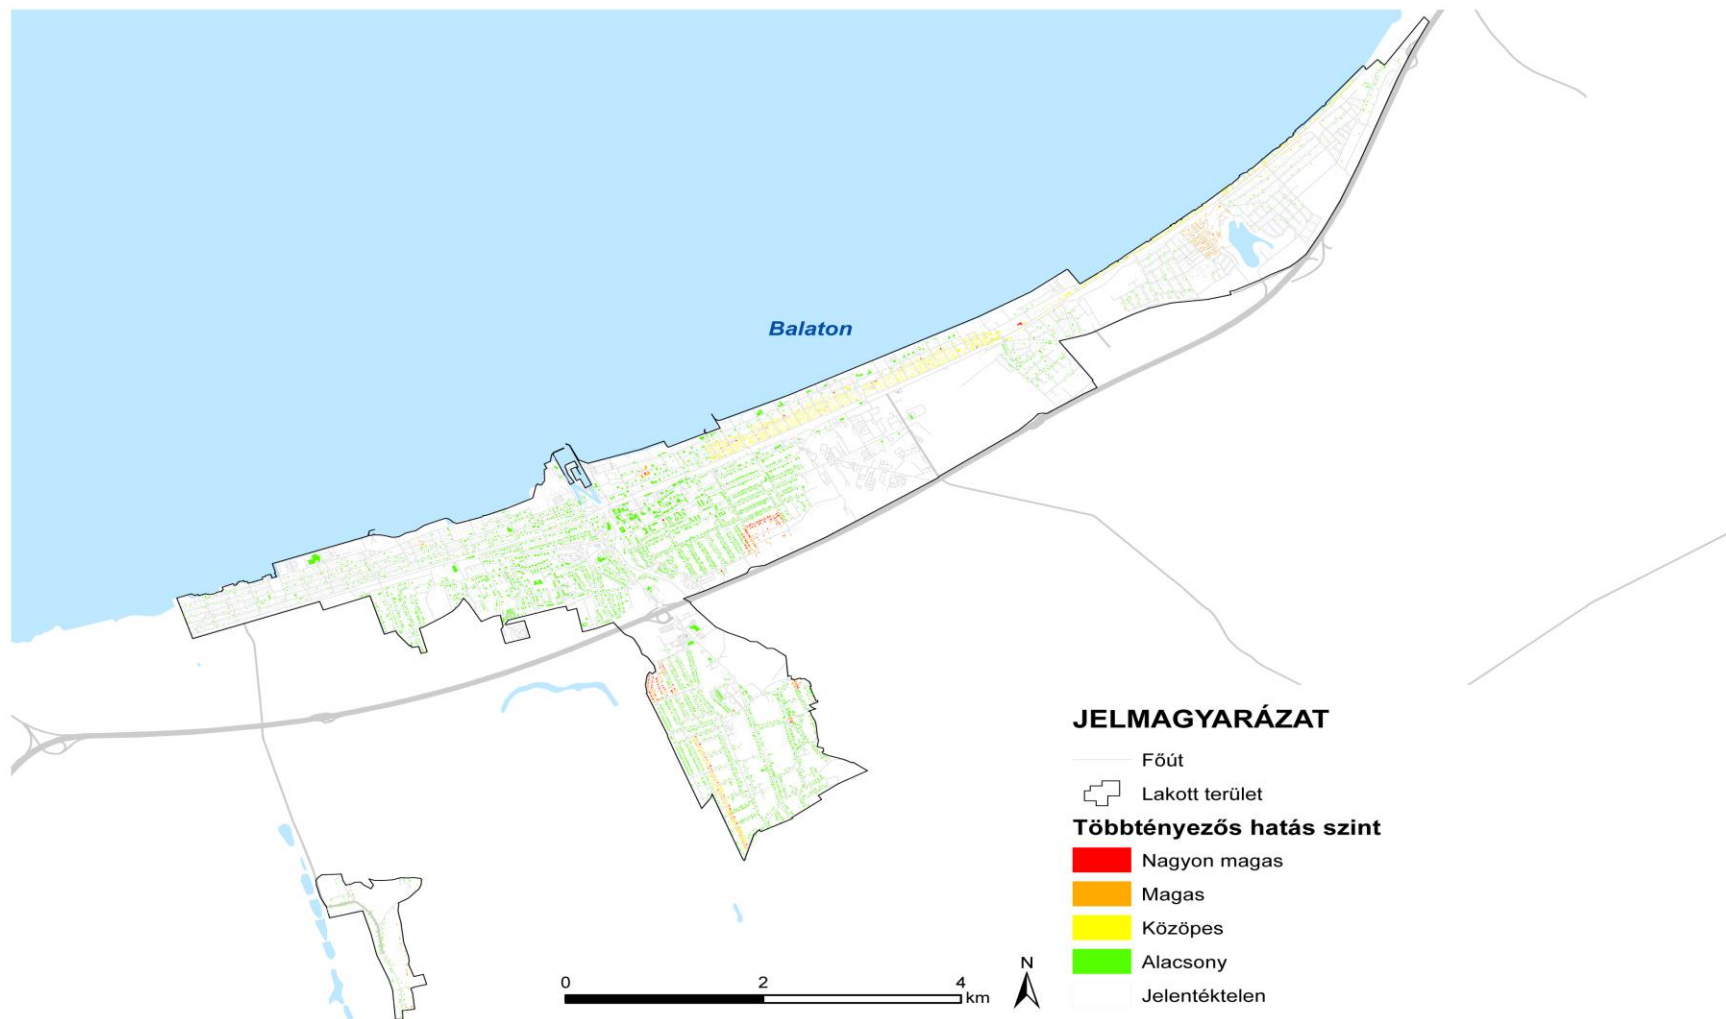 Balaton
JELMAGYARÁZAT
Főút
Lakott terület
Többtényezős hatás szint
Nagyon magas
Magas
Közöpes
Alacsony
Jelentéktelen
0 2 4 km
N